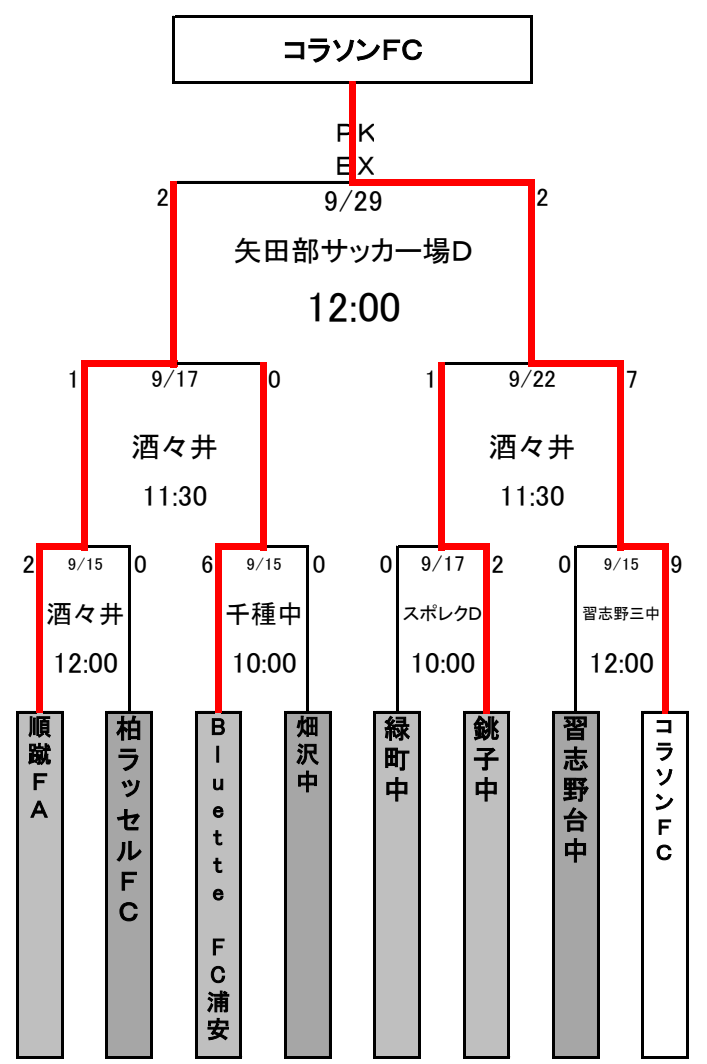 コラソンFC
PK
EX
2 9/29 2
矢田部サッカー場D
12:00
1 9/17 0
酒々井
11:30
1 9/22 7
酒々井
11:30
2 9/15 0
酒々井
12:00
6 9/15 0
千種中
10:00
0 9/17 2
スポレクD
10:00
0 9/15 9
習志野三中
12:00
順蹴FA
柏ラッセルFC
Bluette FC浦安
畑沢中
緑町中
銚子中
習志野台中
コラソンFC